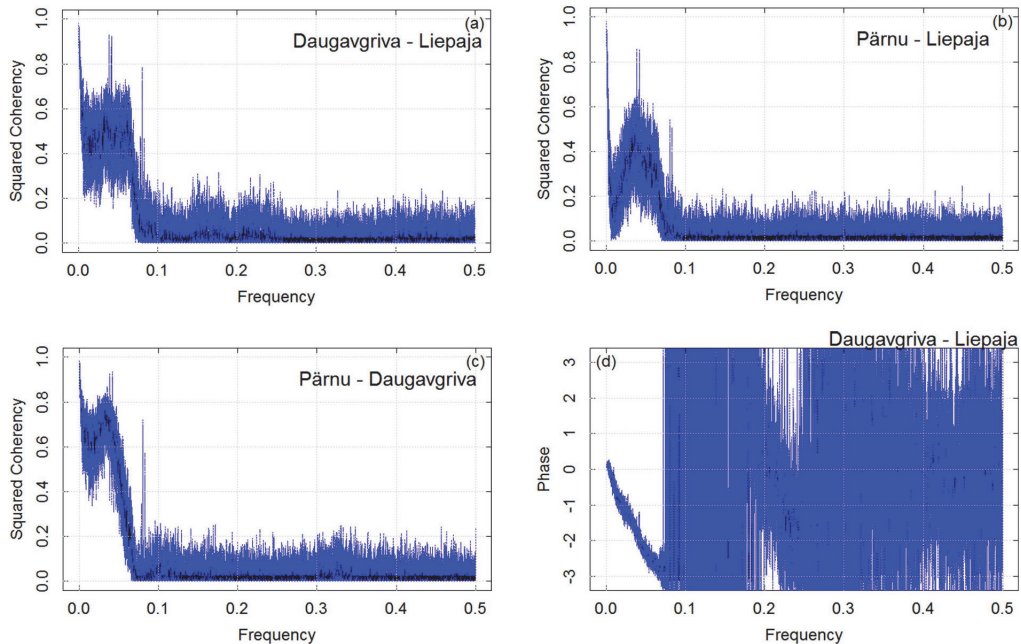 (a)
Daugavgriva - Liepaja
Squared Coherency
1.0
0.8
0.6
0.4
0.2
0.0
0.0 0.1 0.2 0.3 0.4 0.5
Frequency
(b)
Pärnu - Liepaja
Squared Coherency
1.0
0.8
0.6
0.4
0.2
0.0
0.0 0.1 0.2 0.3 0.4 0.5
Frequency
(c)
Pärnu - Daugavgriva
Squared Coherency
1.0
0.8
0.6
0.4
0.2
0.0
0.0 0.1 0.2 0.3 0.4 0.5
Frequency
Daugavgriva - Liepaja
(d)
Phase
3
2
1
0
-1
-2
-3
0.0 0.1 0.2 0.3 0.4 0.5
Frequency